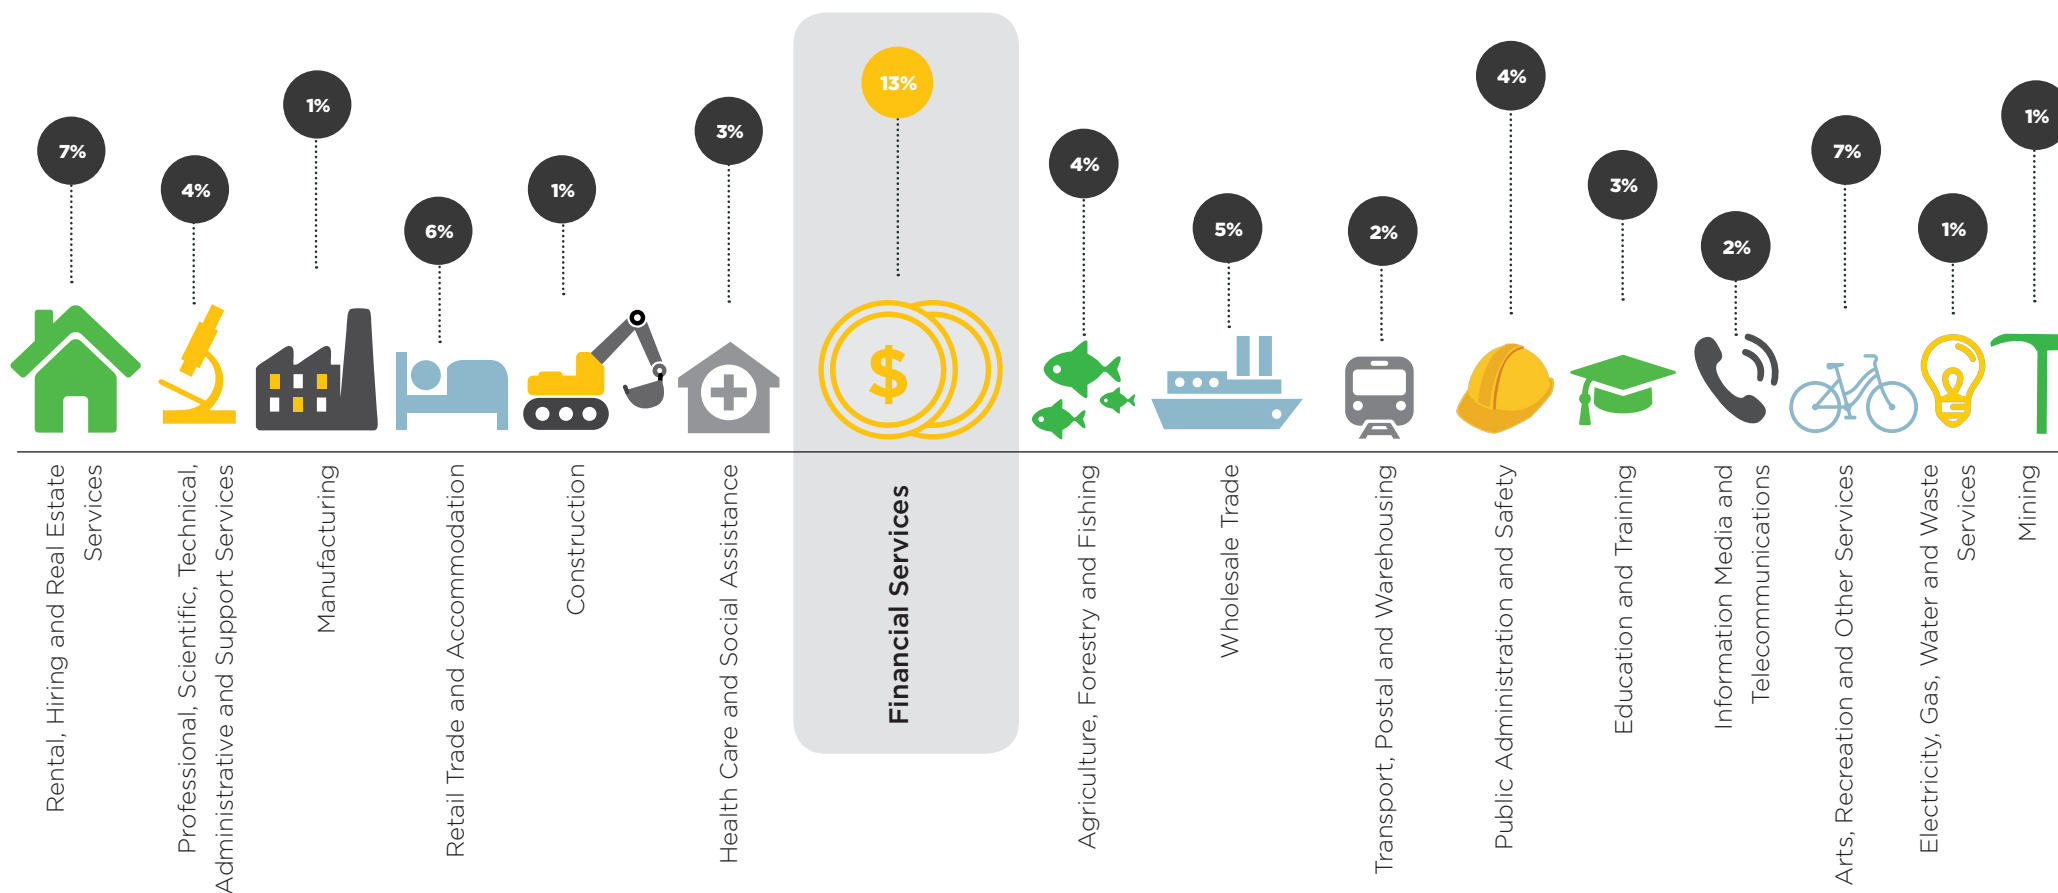 7%
4%
1%
6%
1%
3%
13%
4%
5%
2%
4%
3%
2%
7%
1%
1%
$
Rental, Hiring and Real Estate
Services
Professional, Scientific, Technical,
Administrative and Support Services
Manufacturing
Retail Trade and Accommodation
Construction
Health Care and Social Assistance
Financial Services
Agriculture, Forestry and Fishing
Wholesale Trade
Transport, Postal and Warehousing
Public Administration and Safety
Education and Training
Information Media and
Telecommunications
Arts, Recreation and Other Services
Electricity, Gas, Water and Waste
Services
Mining